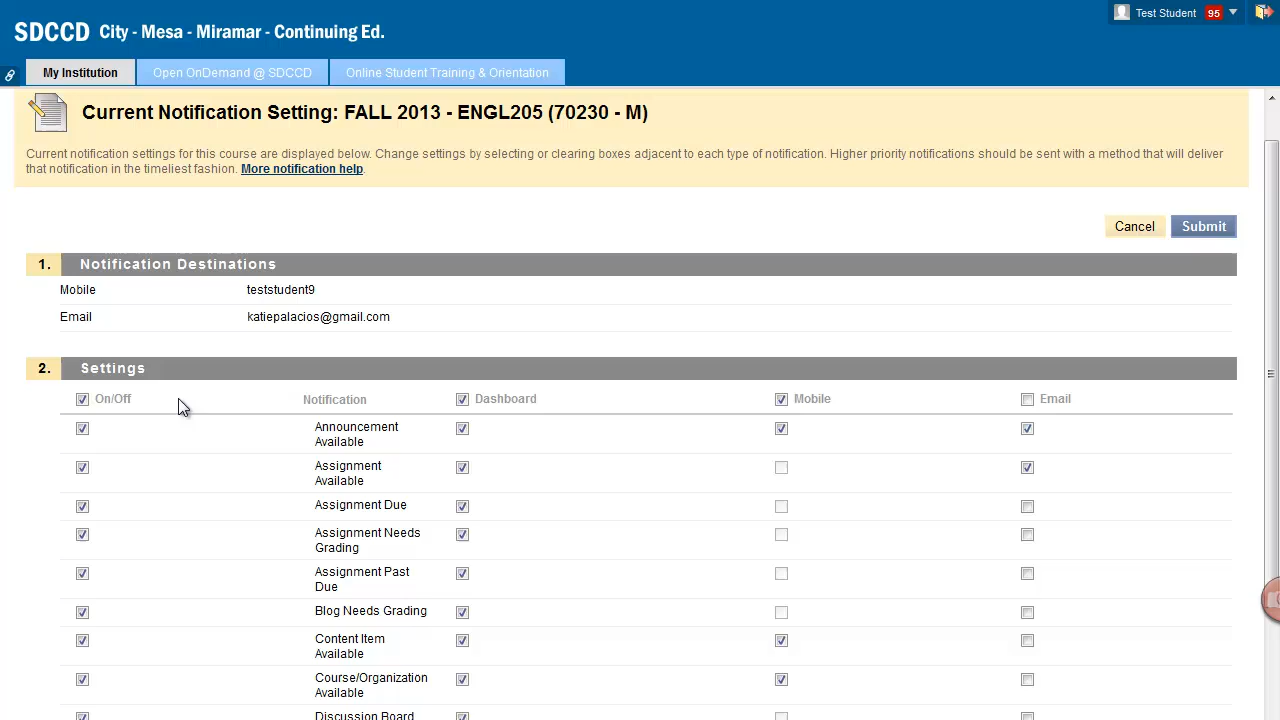 Test Student 95
SDCCD City - Mesa - Miramar - Continuing Ed.
My Institution Open OnDemand @ SDCCD Online Student Training & Orientation
Current Notification Setting: FALL 2013 - ENGL205 (70230 - M)
Current notification settings for this course are displayed below. Change settings by selecting or clearing boxes adjacent to each type of notification. Higher priority notifications should be sent with a method that will deliver
that notification in the timeliest fashion. More notification help.
Cancel Submit
1. Notification Destinations
Mobile teststudent9
Email katiepalacios@gmail.com
2. Settings
On/Off Notification Dashboard Mobile Email
Announcement
Available
Assignment
Available
Assignment Due
Assignment Needs
Grading
Assignment Past
Due
Blog Needs Grading
Content Item
Available
Course/Organization
Available
Discussion Board